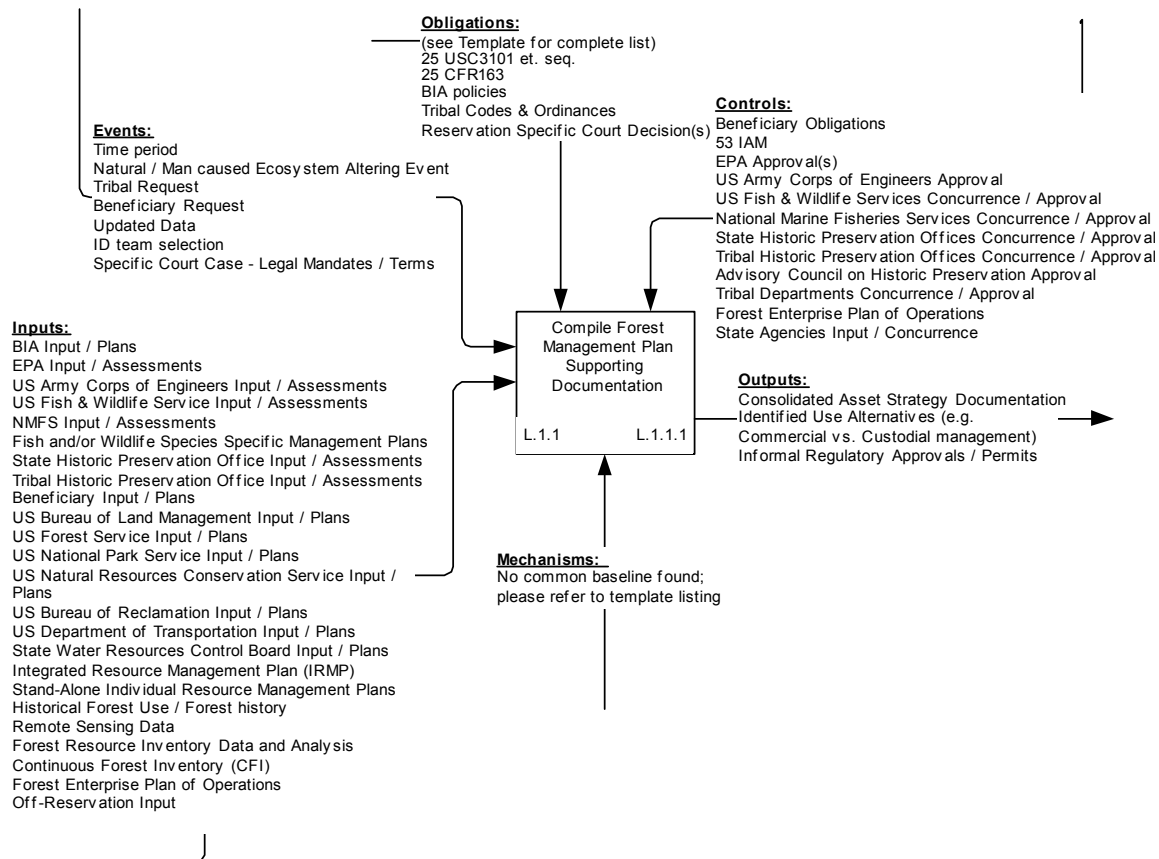 Obligations:
(see Template for complete list)
25 USC3101 et. seq.
25 CFR163
BIA policies
Tribal Codes & Ordinances
Reservation Specific Court Decision(s)
Controls:
Beneficiary Obligations
53 IAM
EPA Approval(s)
US Army Corps of Engineers Approval
US Fish & Wildlife Services Concurrence / Approval
National Marine Fisheries Services Concurrence / Approval
State Historic Preservation Offices Concurrence / Approval
Tribal Historic Preservation Offices Concurrence / Approval
Advisory Council on Historic Preservation Approval
Tribal Departments Concurrence / Approval
Forest Enterprise Plan of Operations
State Agencies Input / Concurrence
Events:
Time period
Natural / Man caused Ecosystem Altering Event
Tribal Request
Beneficiary Request
Updated Data
ID team selection
Specific Court Case - Legal Mandates / Terms
Inputs:
BIA Input / Plans
EPA Input / Assessments
US Army Corps of Engineers Input / Assessments
US Fish & Wildlife Service Input / Assessments
NMFS Input / Assessments
Fish and/or Wildlife Species Specific Management Plans
State Historic Preservation Office Input / Assessments
Tribal Historic Preservation Office Input / Assessments
Beneficiary Input / Plans
US Bureau of Land Management Input / Plans
US Forest Service Input / Plans
US National Park Service Input / Plans
US Natural Resources Conservation Service Input /
Plans
US Bureau of Reclamation Input / Plans
US Department of Transportation Input / Plans
State Water Resources Control Board Input / Plans
Integrated Resource Management Plan (IRMP)
Stand-Alone Individual Resource Management Plans
Historical Forest Use / Forest history
Remote Sensing Data
Forest Resource Inventory Data and Analysis
Continuous Forest Inventory (CFI)
Forest Enterprise Plan of Operations
Off-Reservation Input
Compile Forest
Management Plan
Supporting
Documentation
L.1.1 L.1.1.1
Outputs:
Consolidated Asset Strategy Documentation
Identified Use Alternatives (e.g.
Commercial vs. Custodial management)
Informal Regulatory Approvals / Permits
Mechanisms:
No common baseline found;
please refer to template listing